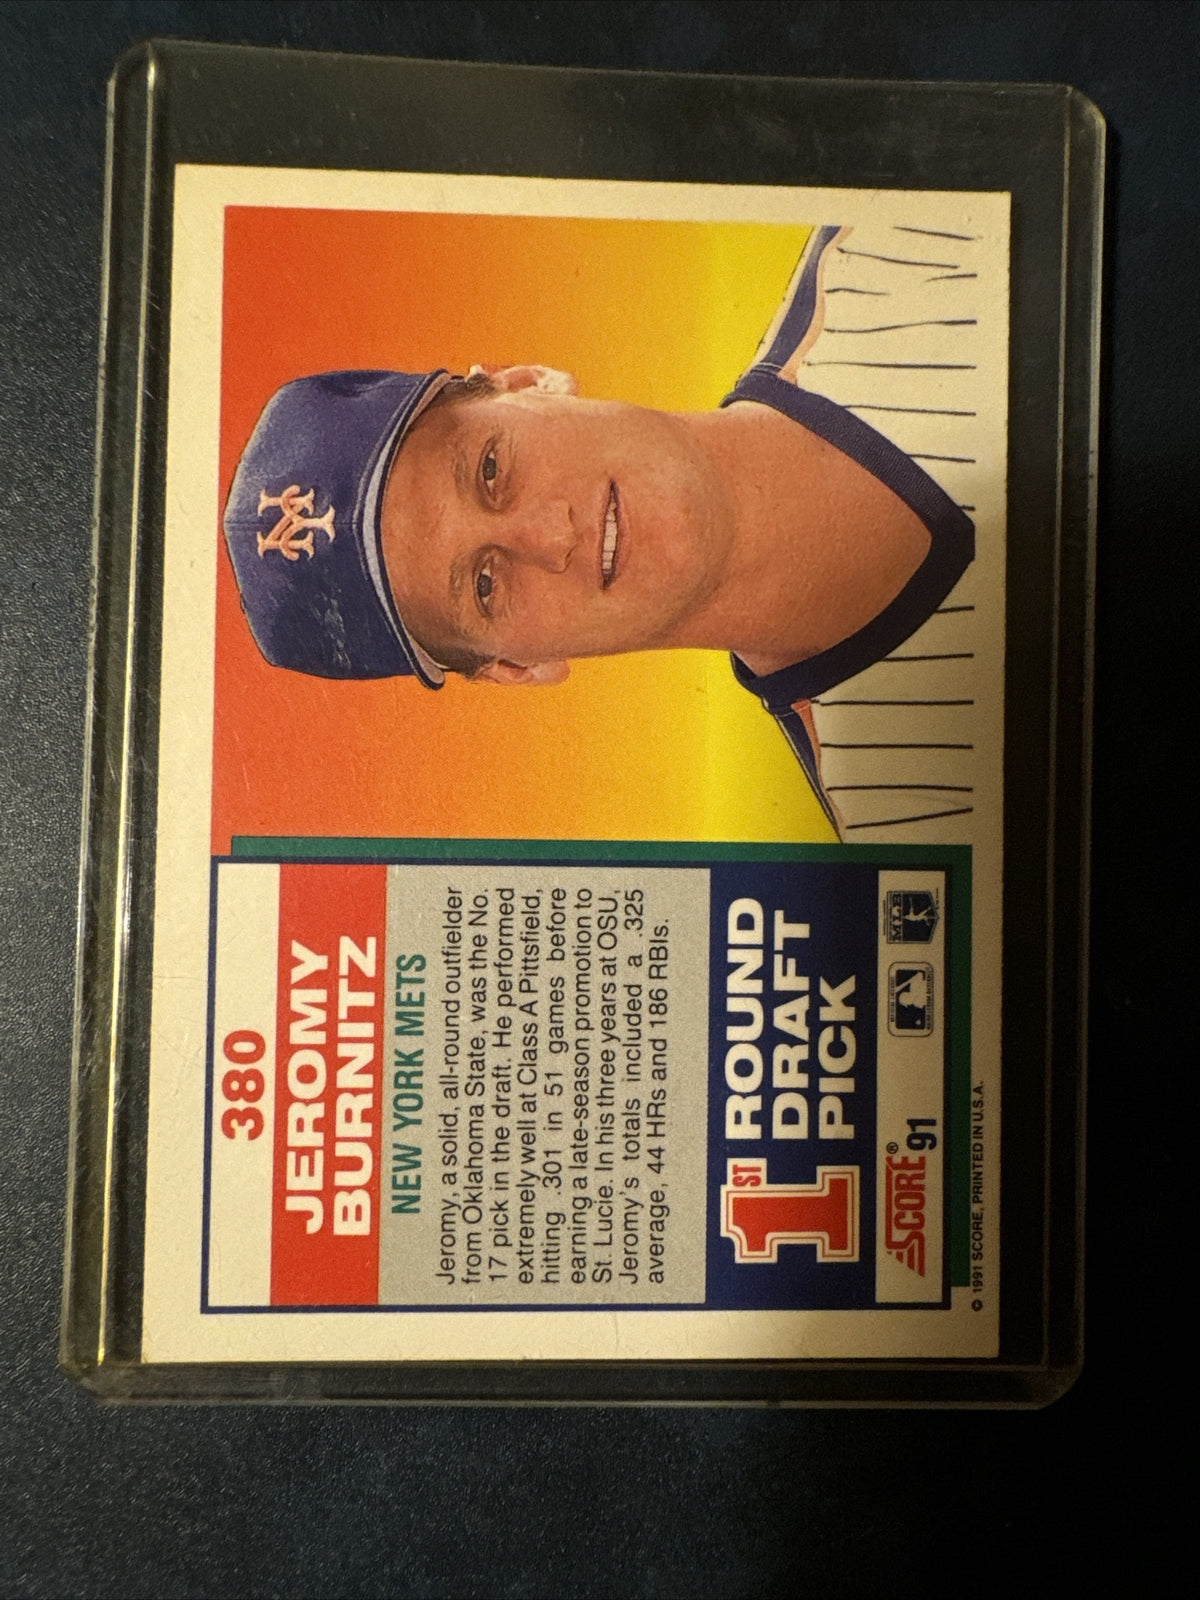 380
JEROMY
BURNITZ
NEW YORK METS
Jeromy, a solid, all-round outfielder
from Oklahoma State, was the No.
17 pick in the draft. He performed
extremely well at Class A Pittsfield,
hitting .301 in 51 games before
earning a late-season promotion to
St. Lucie. In his three years at OSU,
Jeromy's totals included a .325
average, 44 HRs and 186 RBIs.
1ST ROUND
DRAFT
PICK
SCORE® 91
MLB
© 1991 SCORE, PRINTED IN U.S.A.
NY